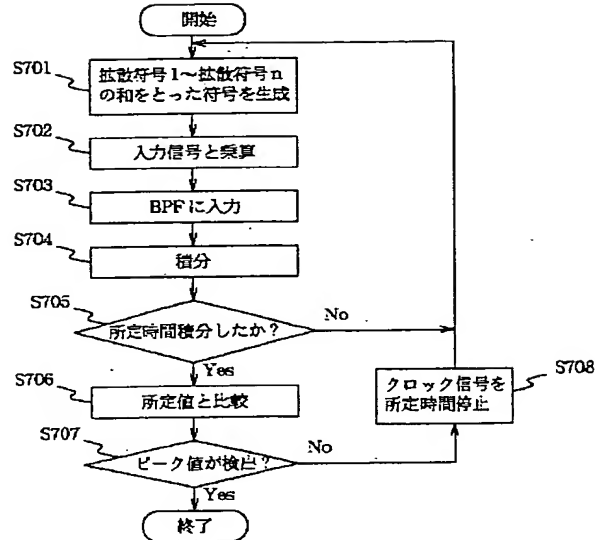 開始
S701
拡散符号1～拡散符号n
の和をとった符号を生成
S702
入力信号と乗算
S703
BPFに入力
S704
積分
S705
所定時間積分したか？
No
Yes
S706
所定値と比較
クロック信号を
所定時間停止
S708
S707
ピーク値が検出？
No
Yes
終了